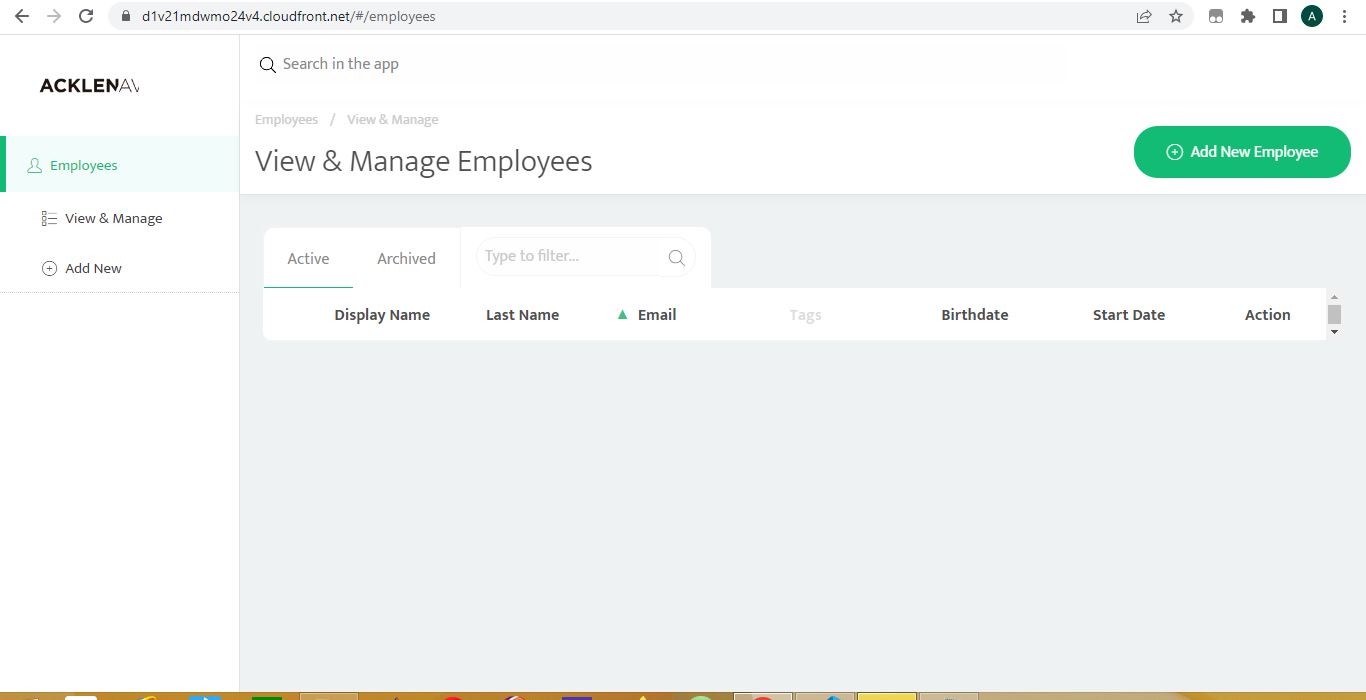 d1v21mdwmo24v4.cloudfront.net/#/employees
A
ACKLENAV
Search in the app
Employees / View & Manage
View & Manage Employees
Add New Employee
Employees
View & Manage
Add New
Active Archived Type to filter...
Display Name Last Name Email Tags Birthdate Start Date Action